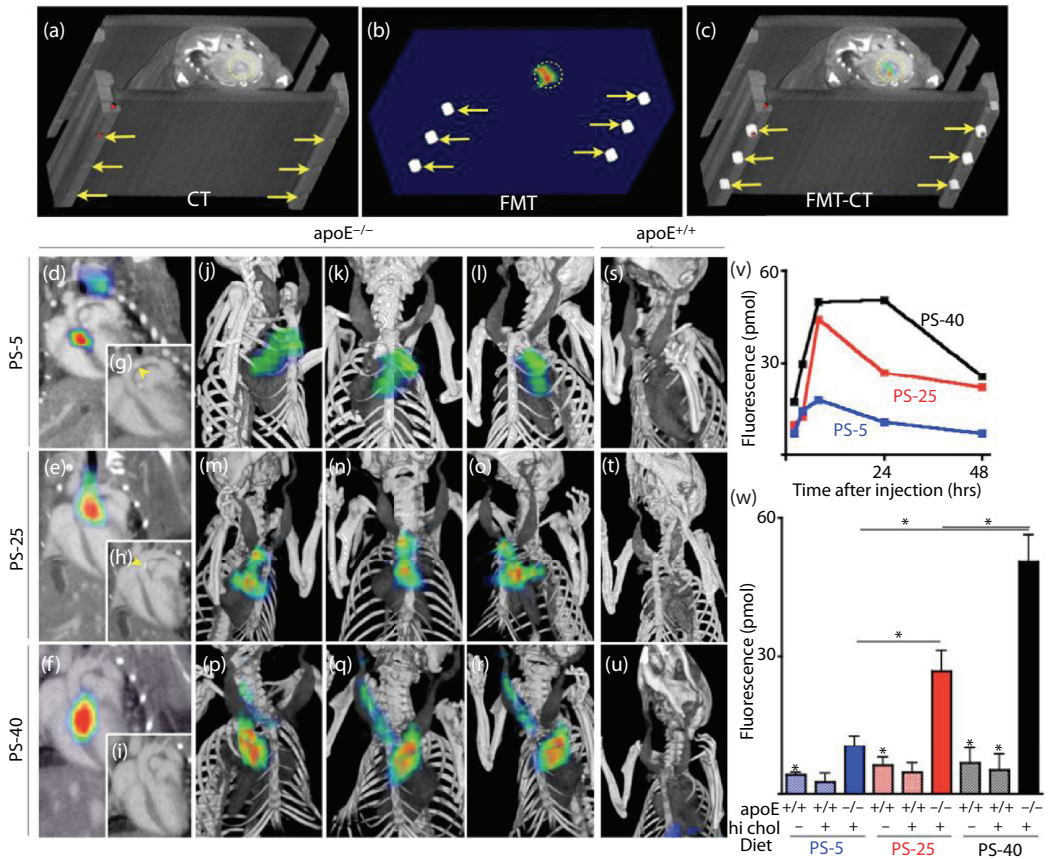 (a)
CT
(b)
FMT
(c)
FMT-CT
apoE−/−
apoE+/+
PS-5
(d)
(g)
(j)
(k)
(l)
(s)
PS-25
(e)
(h)
(m)
(n)
(o)
(t)
PS-40
(f)
(i)
(p)
(q)
(r)
(u)
(v)
60
30
Fluorescence (pmol)
PS-40
PS-25
PS-5
24 48
Time after injection (hrs)
(w)
60
30
Fluorescence (pmol)
* *
*
* * * *
apoE +/+ +/+ −/− +/+ +/+ −/− +/+ +/+ −/−
hi chol − + + − + + − + +
Diet PS-5 PS-25 PS-40